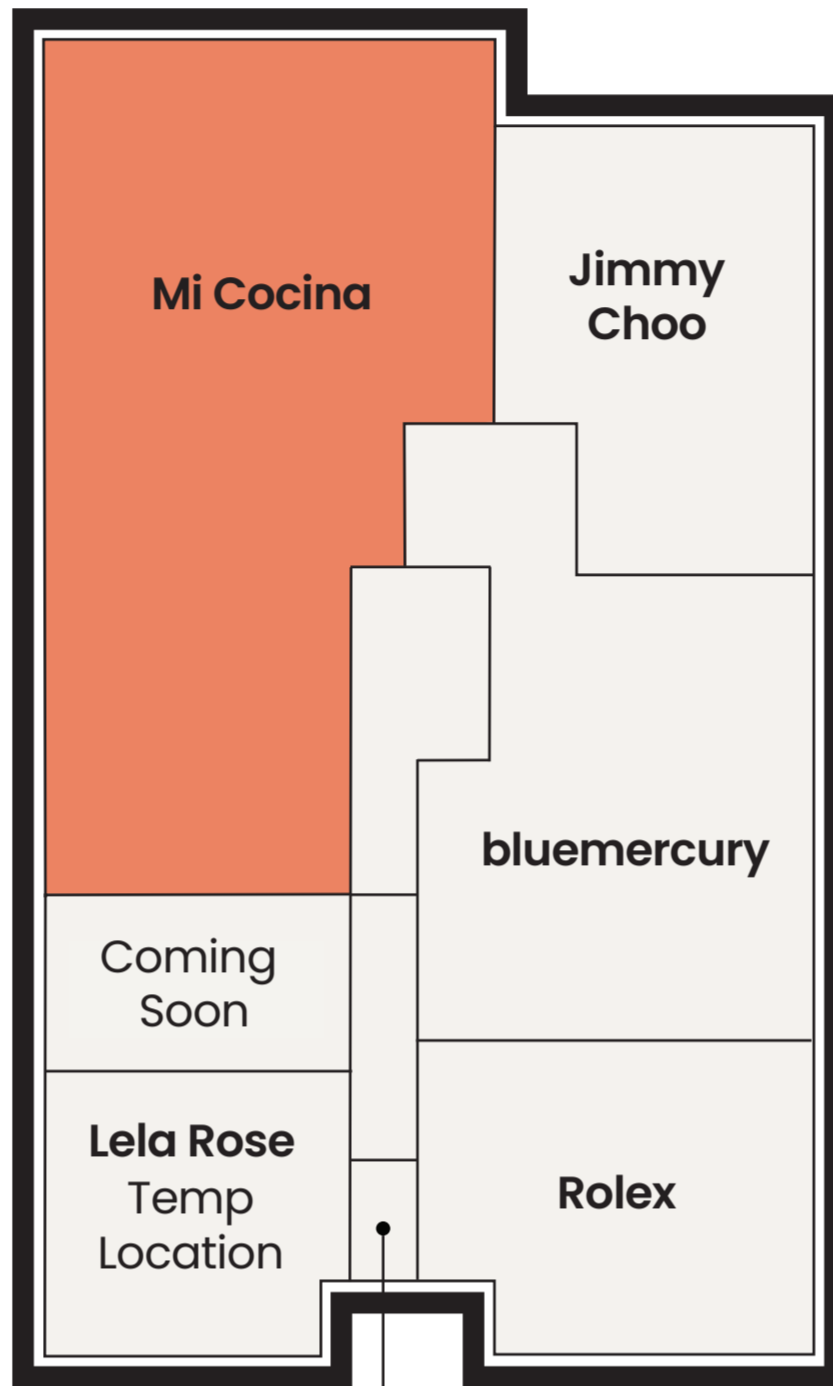 Mi Cocina
Jimmy
Choo
bluemercury
Coming
Soon
Lela Rose
Temp
Location
Rolex